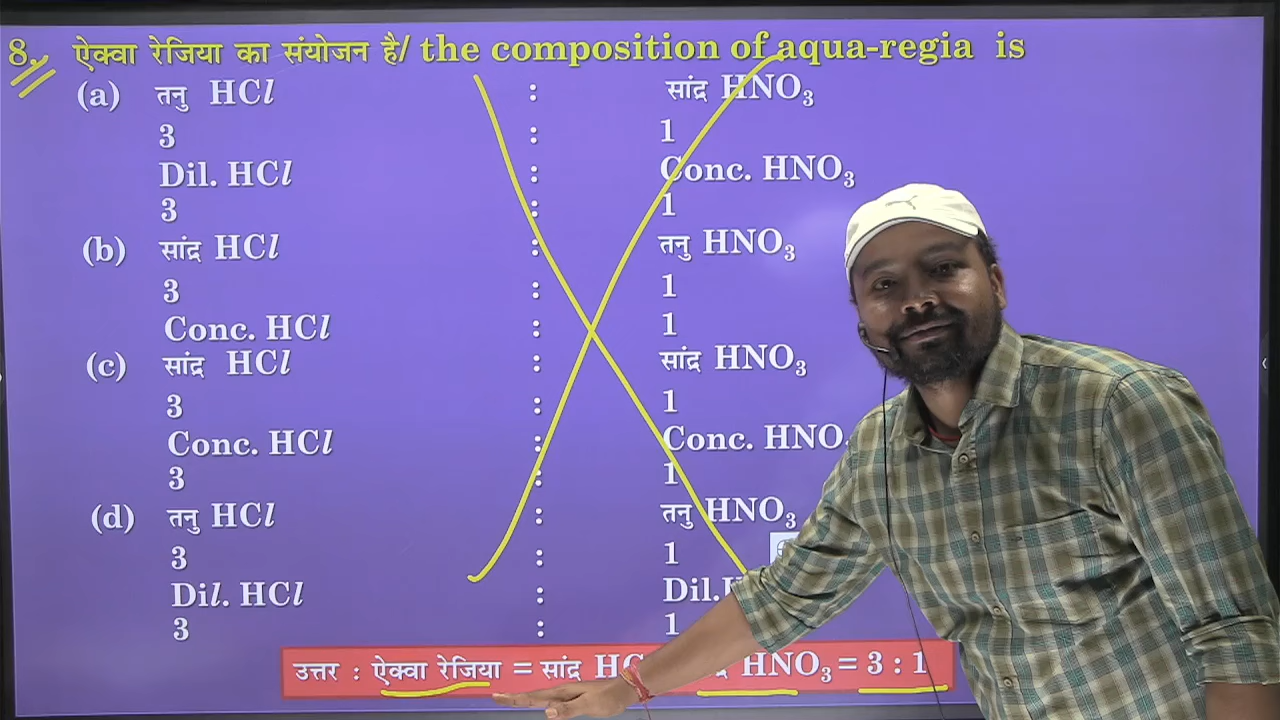 8. ऐक्वा रेजिया का संयोजन है/ the composition of aqua-regia is
(a) तनु HCl : सांद्र HNO₃
3 : 1
Dil. HCl : Conc. HNO₃
3 : 1
(b) सांद्र HCl : तनु HNO₃
3 : 1
Conc. HCl : 1
(c) सांद्र HCl : सांद्र HNO₃
3 : 1
Conc. HCl : Conc. HNO
3 : 1
(d) तनु HCl : तनु HNO₃
3 : 1
Dil. HCl : Dil.
3 : 1
उत्तर : ऐक्वा रेजिया = सांद्र HNO₃ = 3 : 1